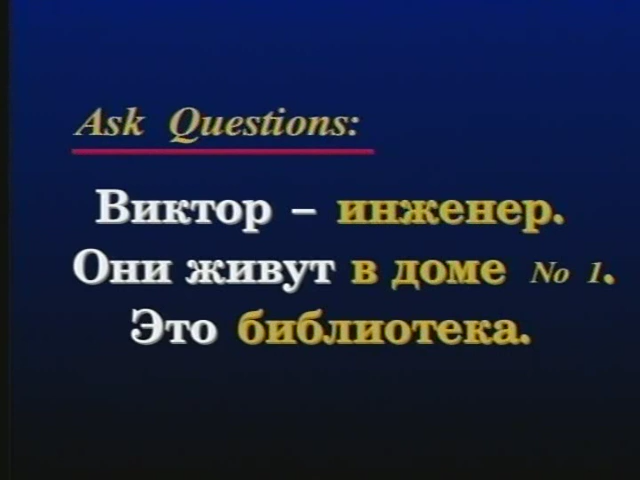 Ask Questions:
Виктор – инженер.
Они живут в доме No 1.
Это библиотека.